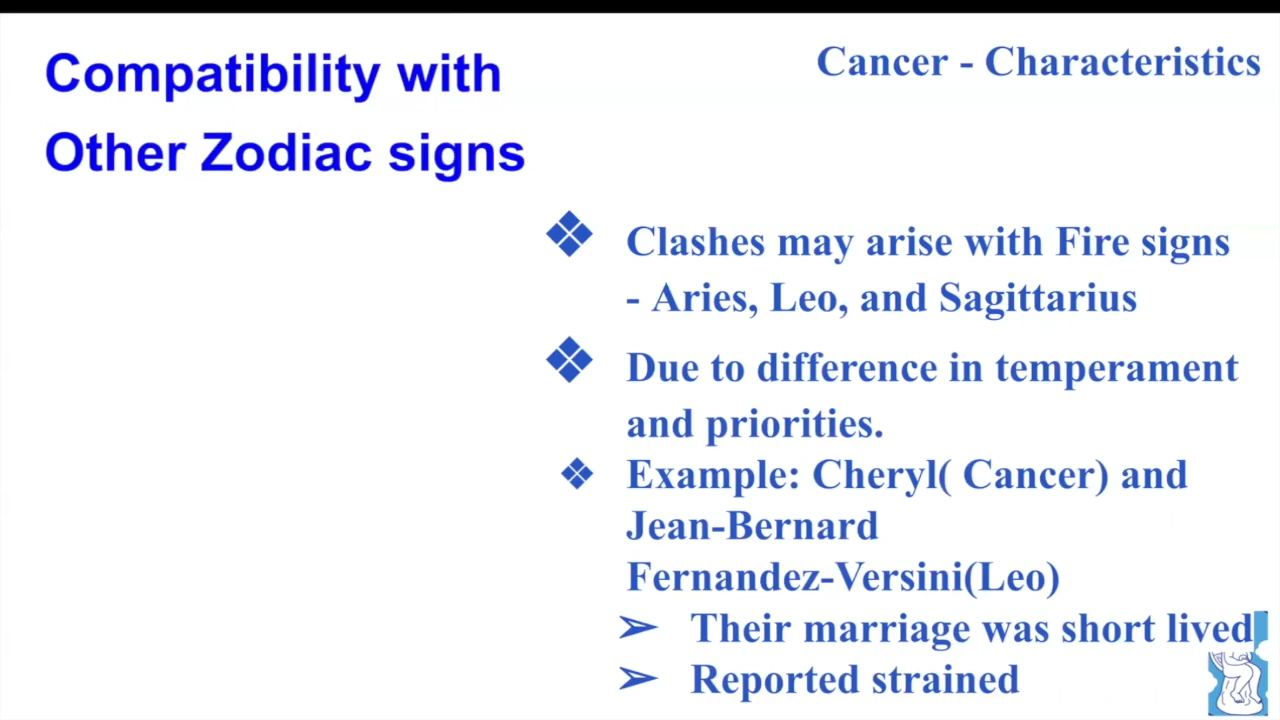 Compatibility with
Other Zodiac signs
Cancer - Characteristics
❖ Clashes may arise with Fire signs
- Aries, Leo, and Sagittarius
❖ Due to difference in temperament
and priorities.
❖ Example: Cheryl( Cancer) and
Jean-Bernard
Fernandez-Versini(Leo)
➢ Their marriage was short lived
➢ Reported strained